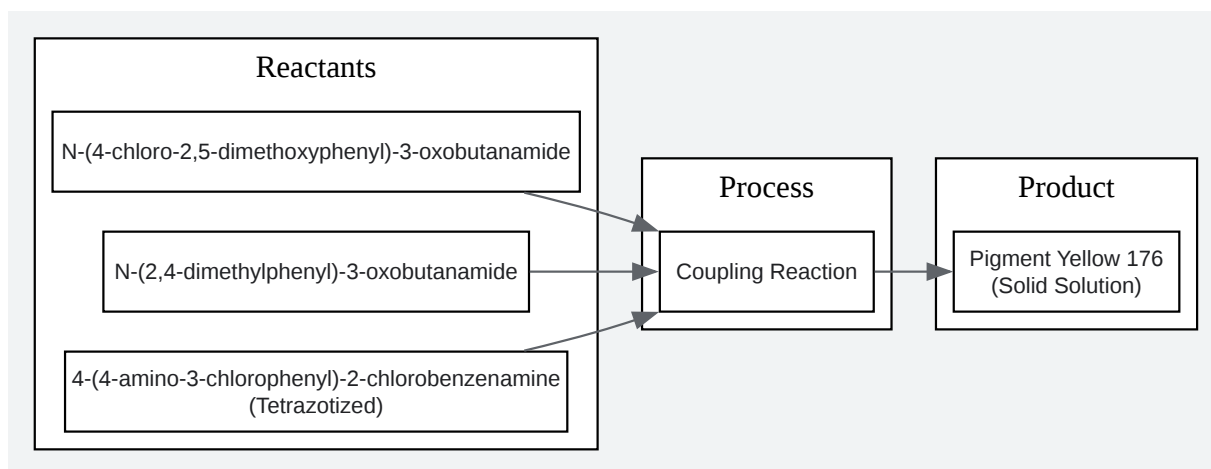 Reactants
N-(4-chloro-2,5-dimethoxyphenyl)-3-oxobutanamide
N-(2,4-dimethylphenyl)-3-oxobutanamide
4-(4-amino-3-chlorophenyl)-2-chlorobenzenamine
(Tetrazotized)
Process
Coupling Reaction
Product
Pigment Yellow 176
(Solid Solution)